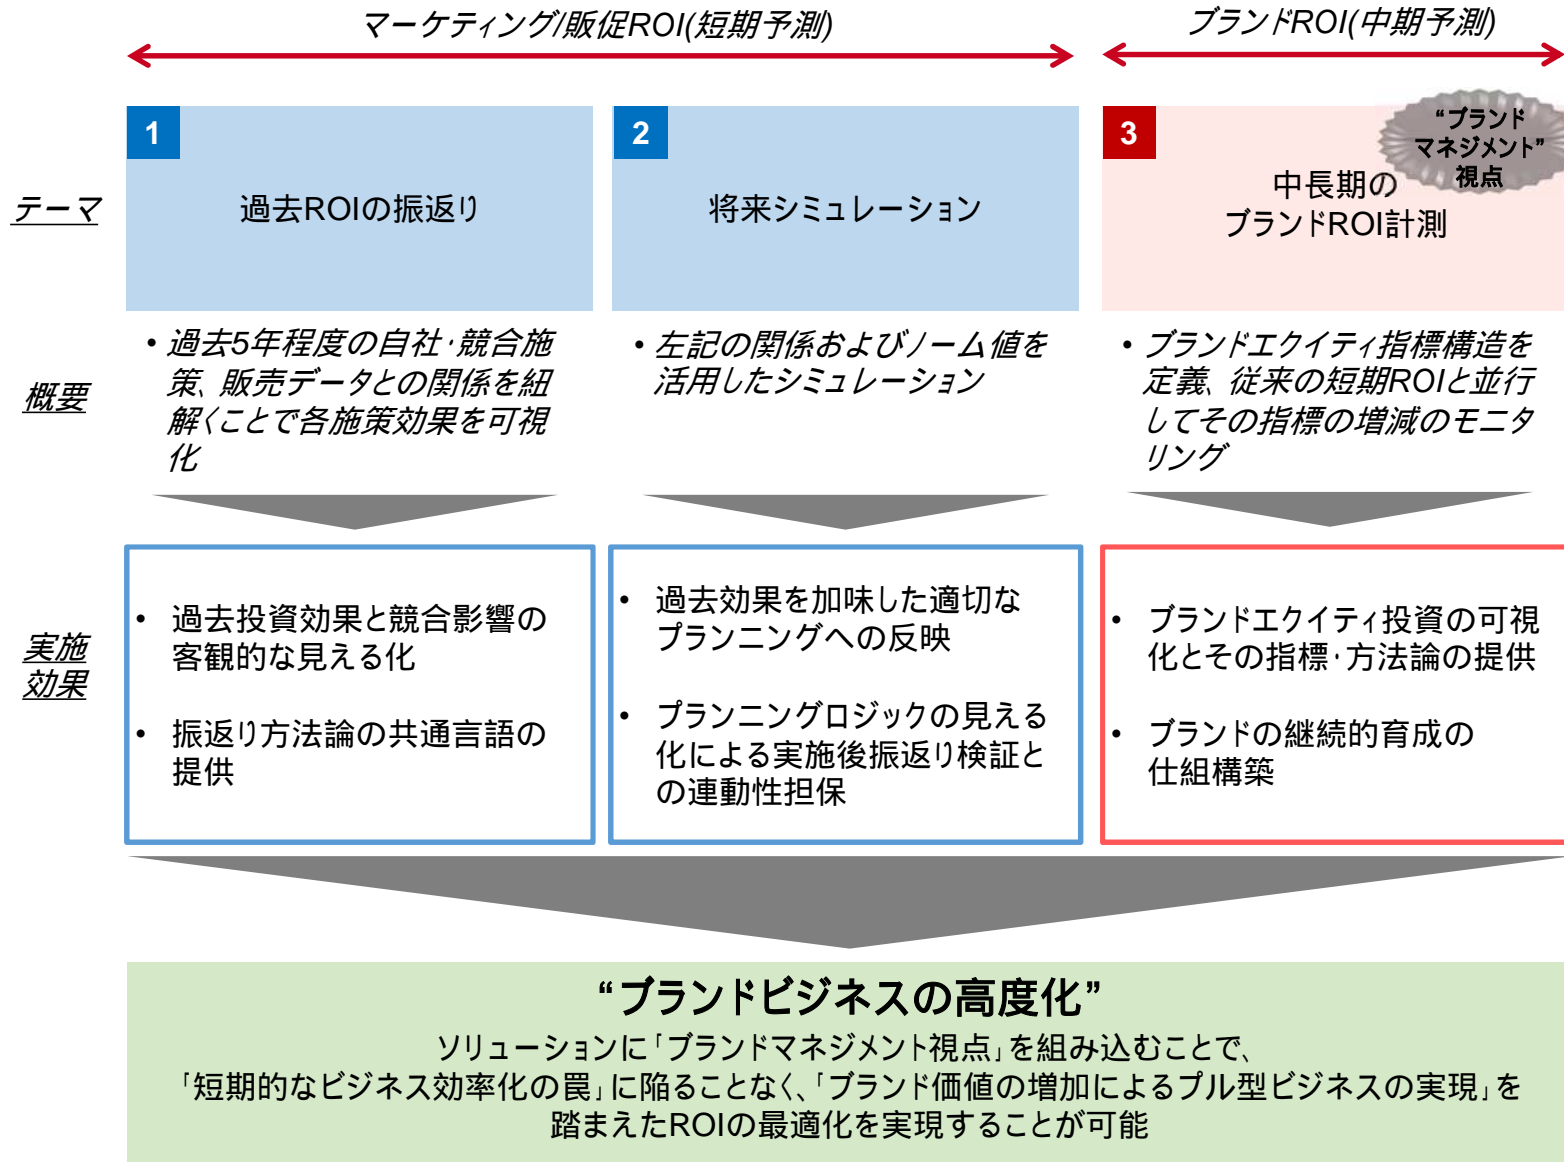 マーケティング/販促ROI(短期予測)
ブランドROI(中期予測)
テーマ
1
過去ROIの振返り
2
将来シミュレーション
3
“ブランド
マネジメント”
視点
中長期の
ブランドROI計測
概要
• 過去5年程度の自社・競合施
策、販売データとの関係を紐
解くことで各施策効果を可視
化
• 左記の関係およびノーム値を
活用したシミュレーション
• ブランドエクイティ指標構造を
定義、従来の短期ROIと並行
してその指標の増減のモニタ
リング
実施
効果
• 過去投資効果と競合影響の
客観的な見える化
• 振返り方法論の共通言語の
提供
• 過去効果を加味した適切な
プランニングへの反映
• プランニングロジックの見える
化による実施後振返り検証と
の連動性担保
• ブランドエクイティ投資の可視
化とその指標・方法論の提供
• ブランドの継続的育成の
仕組構築
“ブランドビジネスの高度化”
ソリューションに「ブランドマネジメント視点」を組み込むことで、
「短期的なビジネス効率化の罠」に陥ることなく、「ブランド価値の増加によるプル型ビジネスの実現」を
踏まえたROIの最適化を実現することが可能